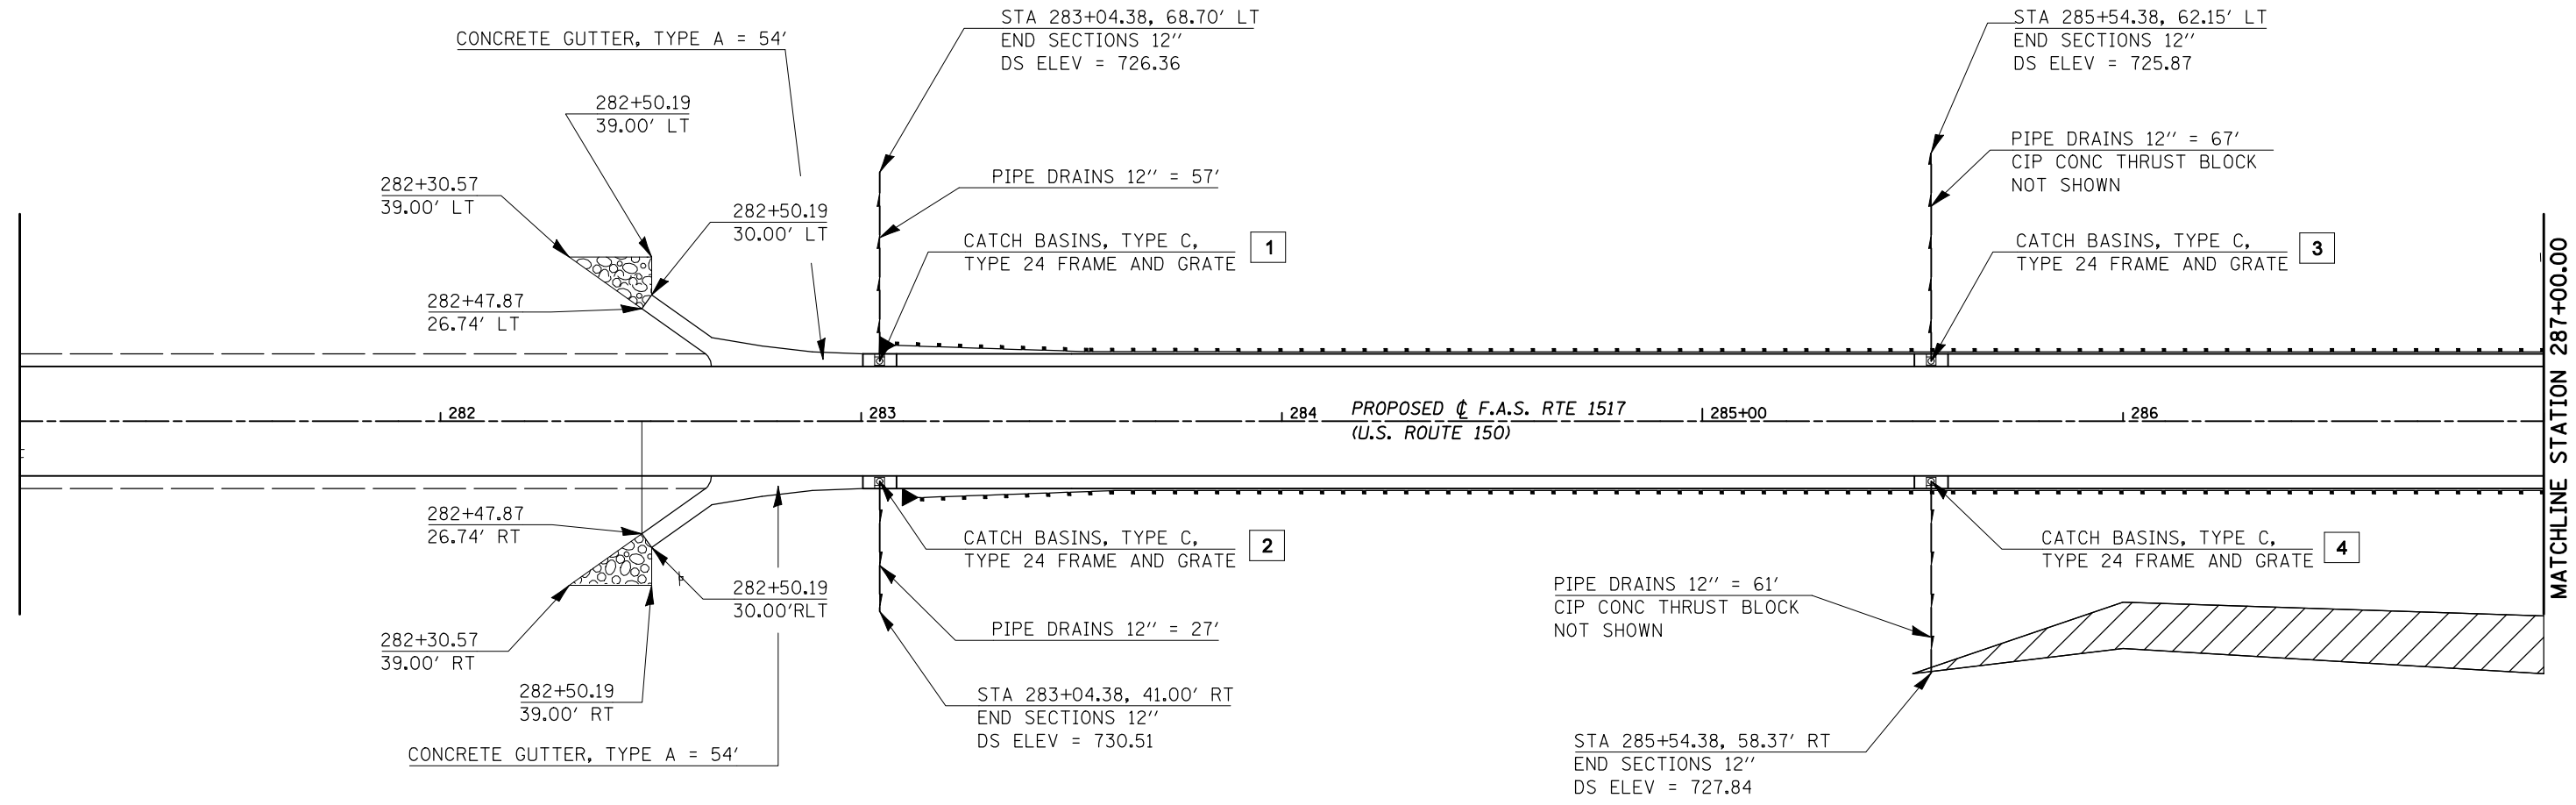 CONCRETE GUTTER, TYPE A = 54'
STA 283+04.38, 68.70' LT
END SECTIONS 12"
DS ELEV = 726.36
STA 285+54.38, 62.15' LT
END SECTIONS 12"
DS ELEV = 725.87
282+50.19
39.00' LT
282+30.57
39.00' LT
282+50.19
30.00' LT
282+47.87
26.74' LT
PIPE DRAINS 12" = 57'
CATCH BASINS, TYPE C,
TYPE 24 FRAME AND GRATE
1
PIPE DRAINS 12" = 67'
CIP CONC THRUST BLOCK
NOT SHOWN
CATCH BASINS, TYPE C,
TYPE 24 FRAME AND GRATE
3
282
283
284
PROPOSED ℄ F.A.S. RTE 1517
(U.S. ROUTE 150)
285+00
286
MATCHLINE STATION 287+00.00
282+47.87
26.74' RT
282+50.19
30.00'RLT
282+30.57
39.00' RT
282+50.19
39.00' RT
CONCRETE GUTTER, TYPE A = 54'
CATCH BASINS, TYPE C,
TYPE 24 FRAME AND GRATE
2
PIPE DRAINS 12" = 27'
STA 283+04.38, 41.00' RT
END SECTIONS 12"
DS ELEV = 730.51
CATCH BASINS, TYPE C,
TYPE 24 FRAME AND GRATE
4
PIPE DRAINS 12" = 61'
CIP CONC THRUST BLOCK
NOT SHOWN
STA 285+54.38, 58.37' RT
END SECTIONS 12"
DS ELEV = 727.84